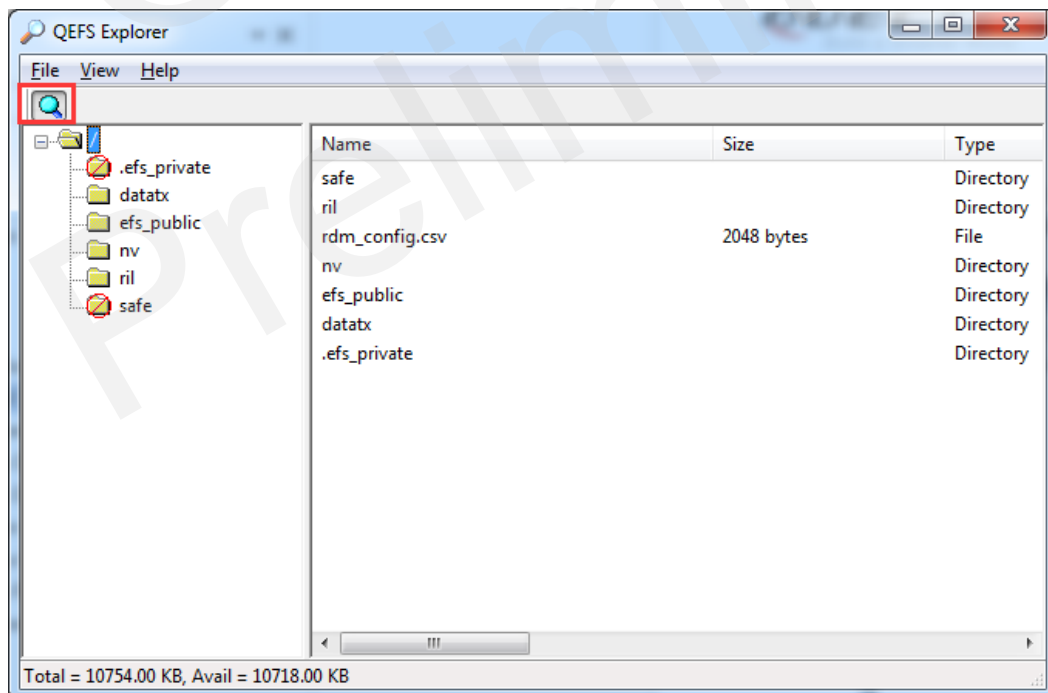 QEFS Explorer
File View Help
/
.efs_private
datatx
efs_public
nv
ril
safe
Name Size Type
safe Directory
ril Directory
rdm_config.csv 2048 bytes File
nv Directory
efs_public Directory
datatx Directory
.efs_private Directory
Total = 10754.00 KB, Avail = 10718.00 KB